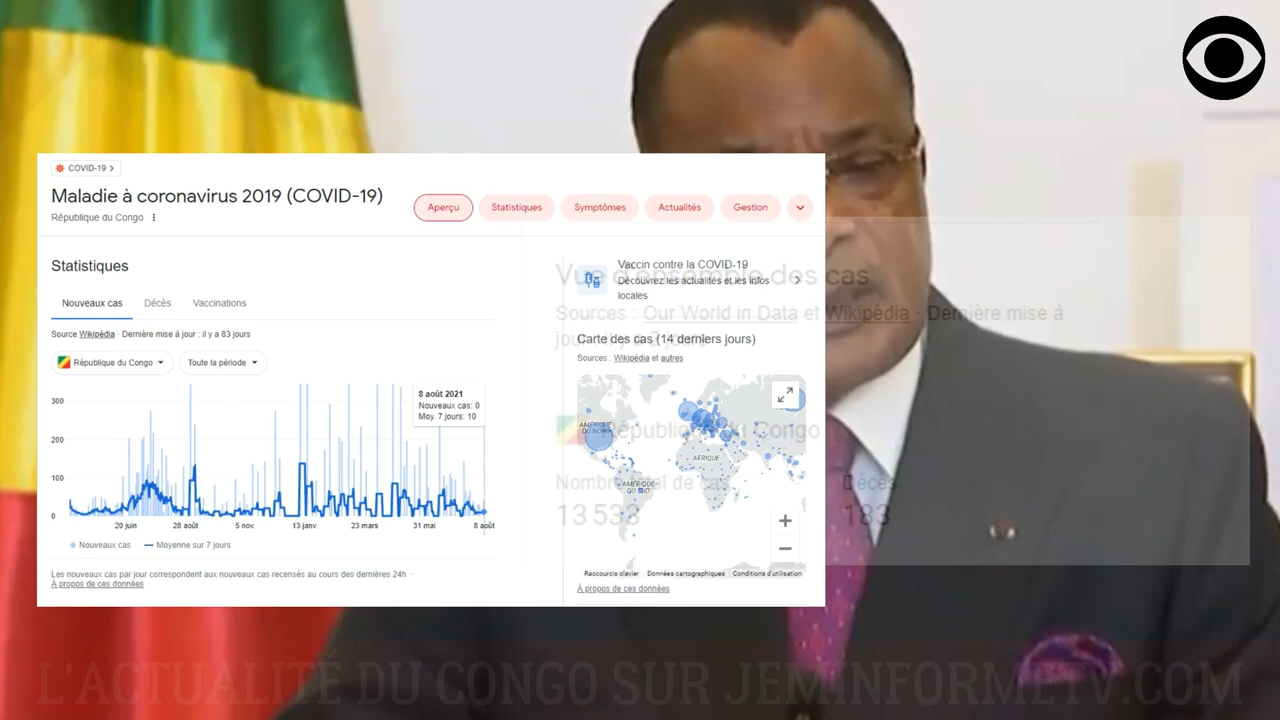 COVID-19
Maladie à coronavirus 2019 (COVID-19)
République du Congo
Aperçu
Statistiques
Symptômes
Actualités
Gestion
Statistiques
Nouveaux cas
Décès
Vaccinations
Source Wikipédia · Dernière mise à jour : il y a 83 jours
République du Congo
Toute la période
300
200
100
0
8 août 2021
Nouveaux cas: 0
Moy. 7 jours: 10
20 juin
28 août
5 nov.
13 janv.
23 mars
31 mai
8 août
Nouveaux cas
Moyenne sur 7 jours
Les nouveaux cas par jour correspondent aux nouveaux cas recensés au cours des dernières 24h ·
À propos de ces données
Vaccin contre la COVID-19
Découvrez les actualités et les infos
locales
Carte des cas (14 derniers jours)
Sources : Wikipédia et autres
AMÉRIQUE
DU NORD
AFRIQUE
AMÉRIQUE
DU SUD
Raccourcis clavier
Données cartographiques
Conditions d'utilisation
À propos de ces données
Vue d'ensemble des cas
Sources : Our World in Data et Wikipédia · Dernière mise à
République du Congo
Nombre total de cas
13 533
Décès
183
L'ACTUALITÉ DU CONGO SUR JEMINFORMETV.COM